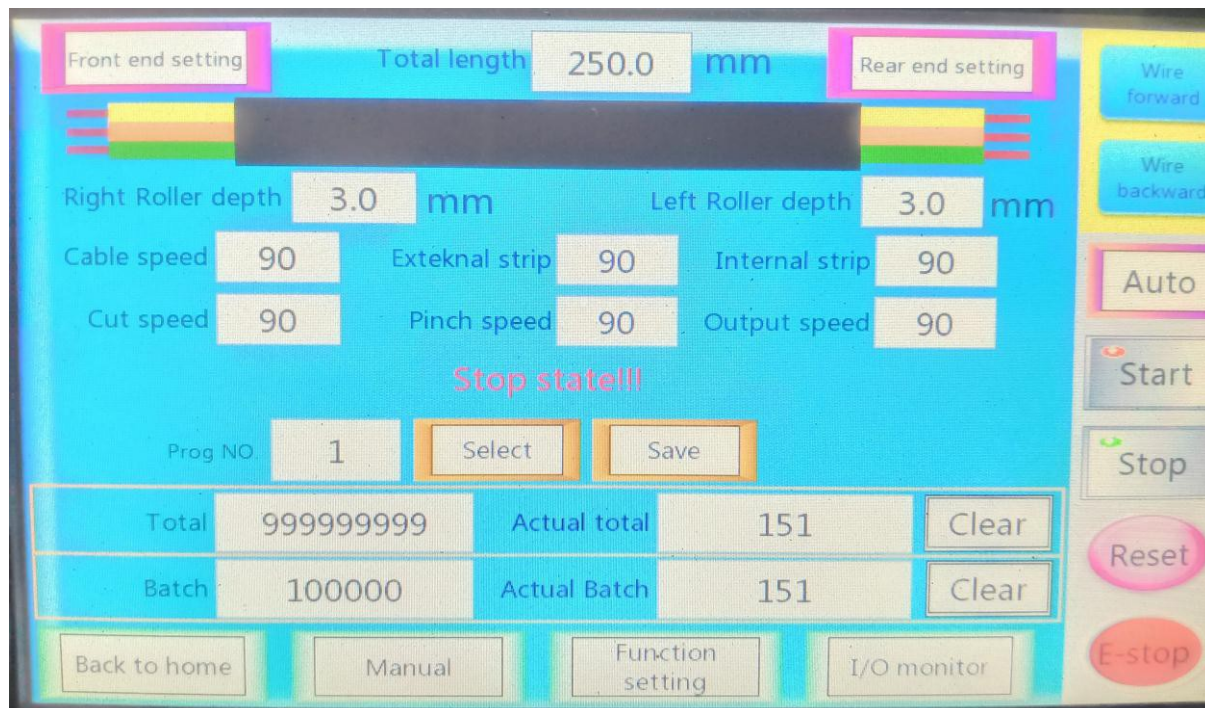 Front end setting
Total length 250.0 mm
Rear end setting
Wire
forward
Wire
backward
Right Roller depth 3.0 mm
Left Roller depth 3.0 mm
Cable speed 90
Exteknal strip 90
Internal strip 90
Auto
Cut speed 90
Pinch speed 90
Output speed 90
Stop state!!!
Start
Prog NO. 1
Select
Save
Stop
Total 999999999
Actual total 151
Clear
Reset
Batch 100000
Actual Batch 151
Clear
Back to home
Manual
Function
setting
I/O monitor
E-stop